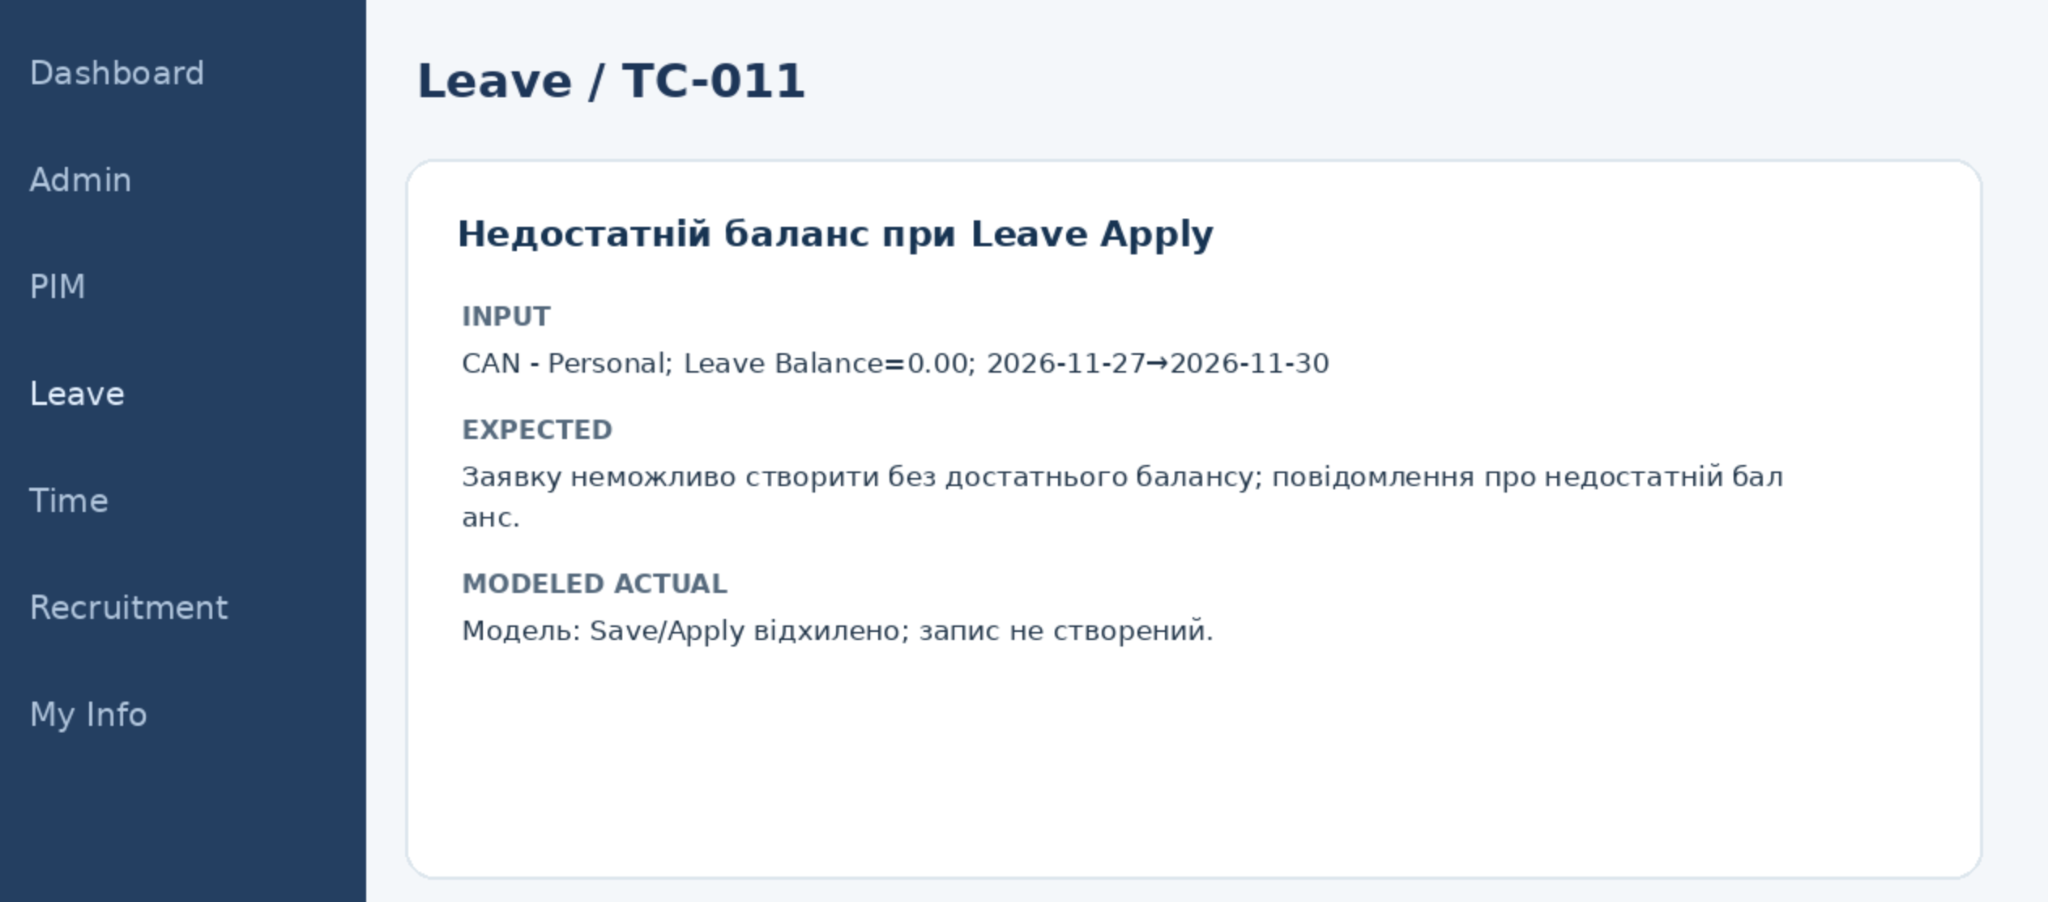 Dashboard
Admin
PIM
Leave
Time
Recruitment
My Info
Leave / TC-011
Недостатній баланс при Leave Apply
INPUT
CAN - Personal; Leave Balance=0.00; 2026-11-27→2026-11-30
EXPECTED
Заявку неможливо створити без достатнього балансу; повідомлення про недостатній бал
анс.
MODELED ACTUAL
Модель: Save/Apply відхилено; запис не створений.